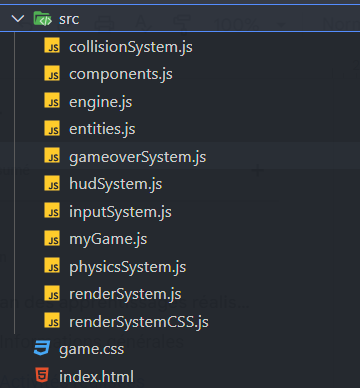 src
JS collisionSystem.js
JS components.js
JS engine.js
JS entities.js
JS gameoverSystem.js
JS hudSystem.js
JS inputSystem.js
JS myGame.js
JS physicsSystem.js
JS renderSystem.js
JS renderSystemCSS.js
game.css
index.html